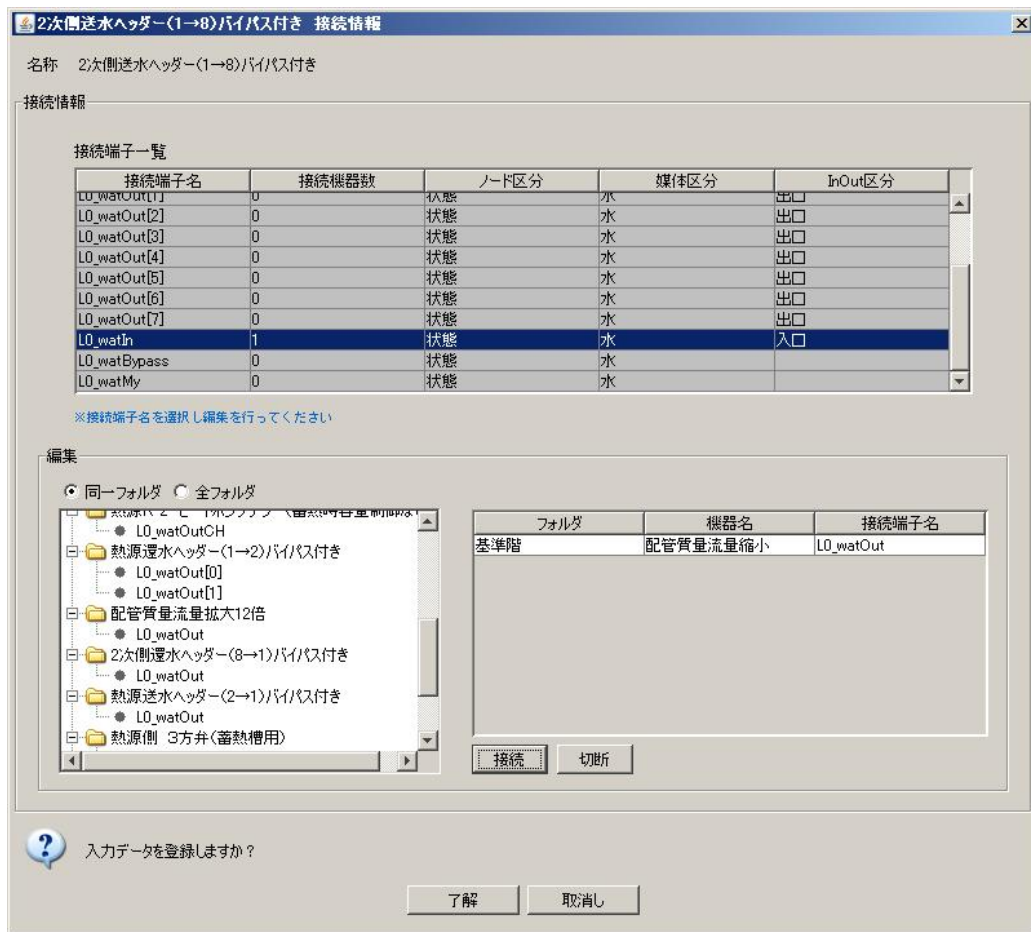 2次側送水ヘッダー(1→8)バイパス付き 接続情報
名称 2次側送水ヘッダー(1→8)バイパス付き
接続情報
接続端子一覧
接続端子名 接続機器数 ノード区分 媒体区分 InOut区分
L0_watOut[1] 0 状態 水 出口
L0_watOut[2] 0 状態 水 出口
L0_watOut[3] 0 状態 水 出口
L0_watOut[4] 0 状態 水 出口
L0_watOut[5] 0 状態 水 出口
L0_watOut[6] 0 状態 水 出口
L0_watOut[7] 0 状態 水 出口
L0_watIn 1 状態 水 入口
L0_watBypass 0 状態 水
L0_watMy 0 状態 水
※接続端子名を選択し編集を行ってください
編集
同一フォルダ 全フォルダ
L0_watOutCH
熱源還水ヘッダー(1→2)バイパス付き
L0_watOut[0]
L0_watOut[1]
配管質量流量拡大12倍
L0_watOut
2次側還水ヘッダー(8→1)バイパス付き
L0_watOut
熱源送水ヘッダー(2→1)バイパス付き
L0_watOut
熱源側 3方弁(蓄熱槽用)
フォルダ 機器名 接続端子名
基準階 配管質量流量縮小 L0_watOut
接続 切断
入力データを登録しますか？
了解 取消し